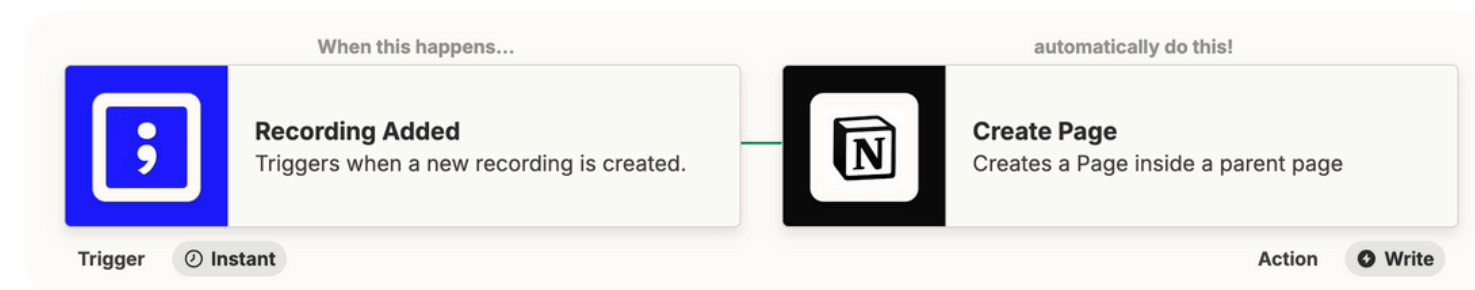 When this happens...
automatically do this!
;
Recording Added
Triggers when a new recording is created.
N
Create Page
Creates a Page inside a parent page
Trigger
Instant
Action
Write